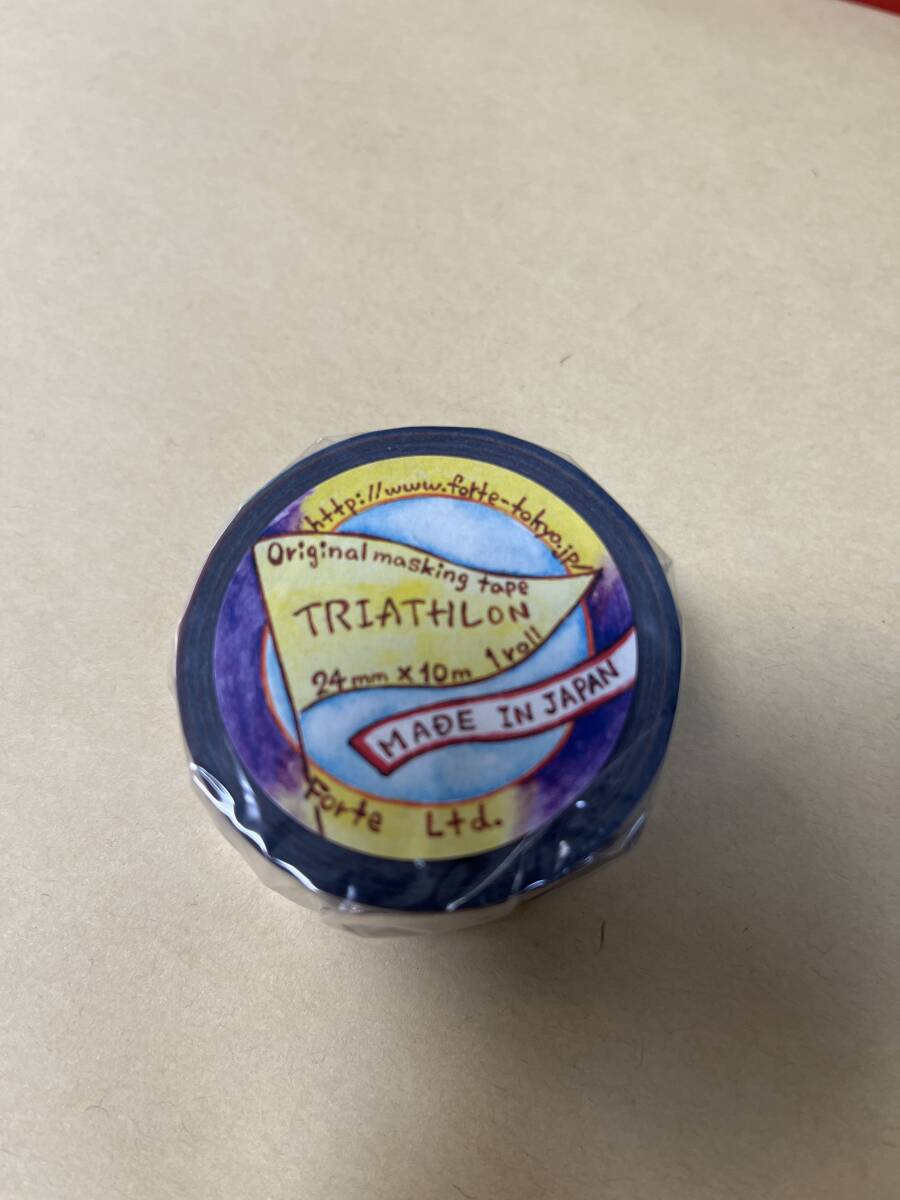 http://www.forte-tokyo.jp/
Original masking tape
TRIATHLON
24mm × 10m 1roll
MADE IN JAPAN
Forte Ltd.